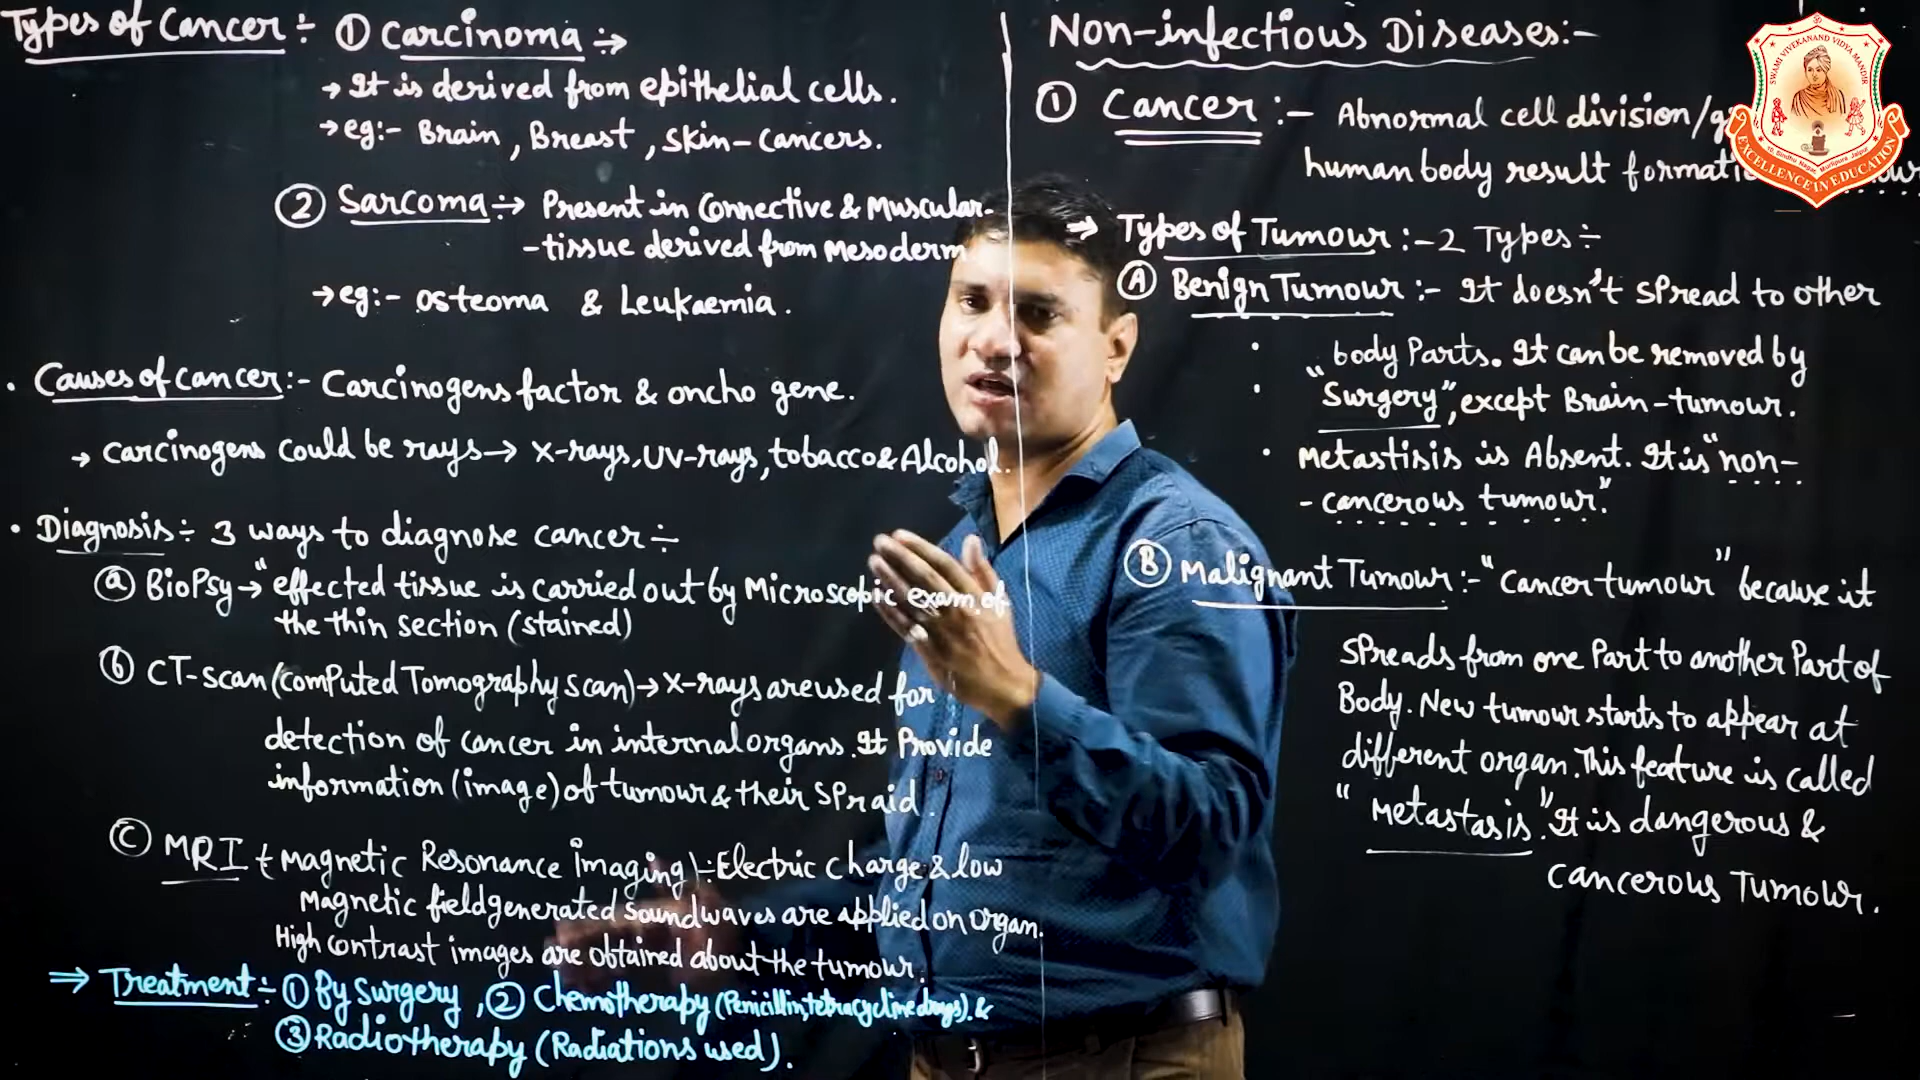 Types of Cancer ÷ ① Carcinoma ÷→
→ It is derived from epithelial cells.
→ eg:- Brain, Breast, Skin-Cancers.
② Sarcoma ÷→ Present in Connective & Muscular-
-tissue derived from Mesoderm
→ eg:- Osteoma & Leukaemia.
• Causes of cancer:- Carcinogens factor & oncho gene.
→ Carcinogens Could be rays → X-rays, UV-rays, tobacco & Alcohol.
• Diagnosis ÷ 3 ways to diagnose cancer ÷
ⓐ BioPsy → "effected tissue is carried out by Microscopic exam. of
the thin section (stained)
ⓑ CT-scan (computed Tomography scan) → X-rays are used for
detection of cancer in internal organs. It Provide
information (image) of tumour & their SPraid.
Ⓒ MRI ÷ (Magnetic Resonance imaging) ÷ Electric Charge & low
Magnetic field generated soundwaves are applied on organ.
High contrast images are obtained about the tumour.
⇒ Treatment:- ① By Surgery, ② Chemotherapy (Penicillin, tetracycline drugs). &
③ Radiotherapy (Radiations used).
Non-infectious Diseases:-
① Cancer :- Abnormal cell division/
human body result
⇒ Types of Tumour :- 2 Types ÷
Ⓐ Benign Tumour :- It doesn't spread to other
• body Parts. It can be removed by
• "Surgery", except Brain-tumour.
• Metastisis is Absent. It is "non-
- cancerous tumour."
Ⓑ Malignant Tumour :- "Cancer tumour" because it
spreads from one Part to another Part of
Body. New tumour starts to appear at
different organ. This feature is called
"Metastasis". It is dangerous &
cancerous Tumour.
SWAMI VIVEKANAND VIDYA MANDIR
EXCELLENCE IN EDUCATION